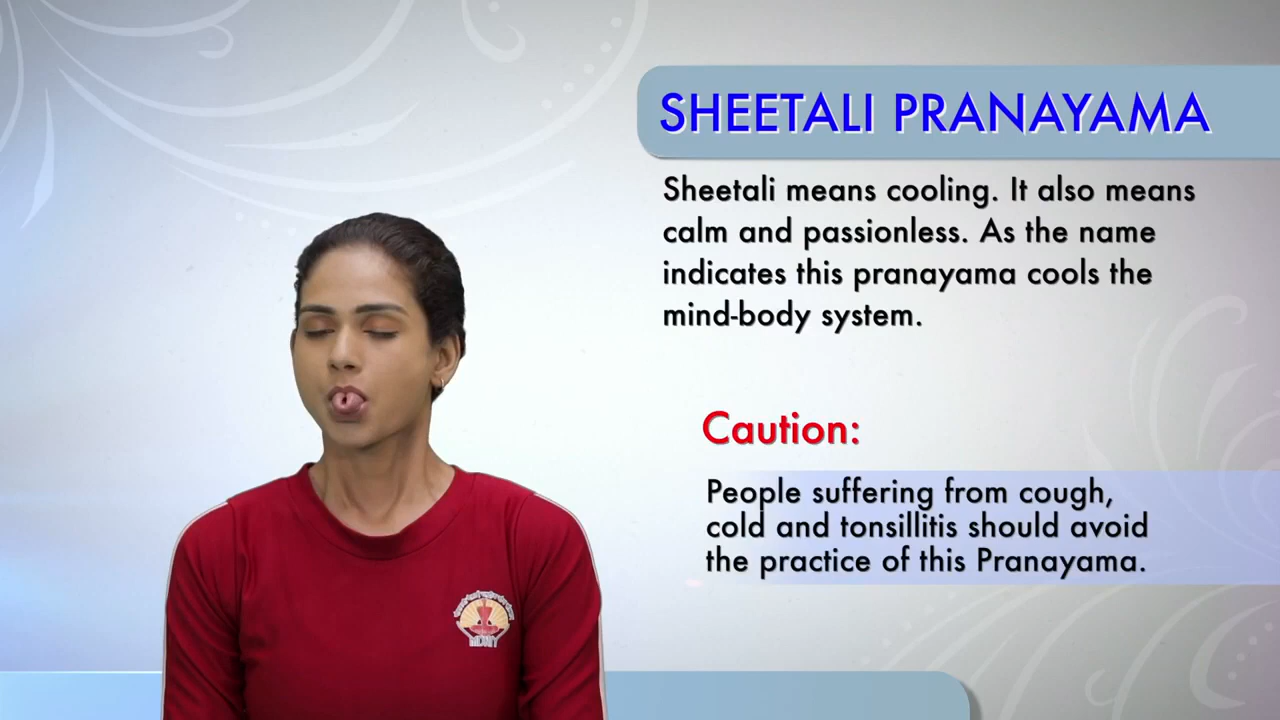 SHEETALI PRANAYAMA
Sheetali means cooling. It also means
calm and passionless. As the name
indicates this pranayama cools the
mind-body system.
Caution:
People suffering from cough,
cold and tonsillitis should avoid
the practice of this Pranayama.
MDNIY